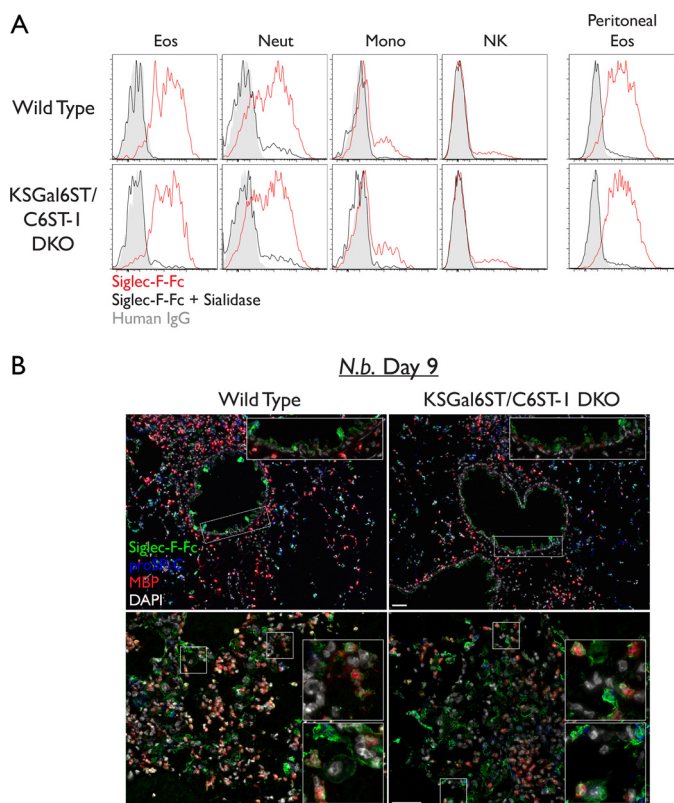 A
Eos Neut Mono NK Peritoneal Eos
Wild Type
KSGal6ST/
C6ST-1
DKO
Siglec-F-Fc
Siglec-F-Fc + Sialidase
Human IgG
B
N.b. Day 9
Wild Type KSGal6ST/C6ST-1 DKO
Siglec-F-Fc
proSP-C
MBP
DAPI